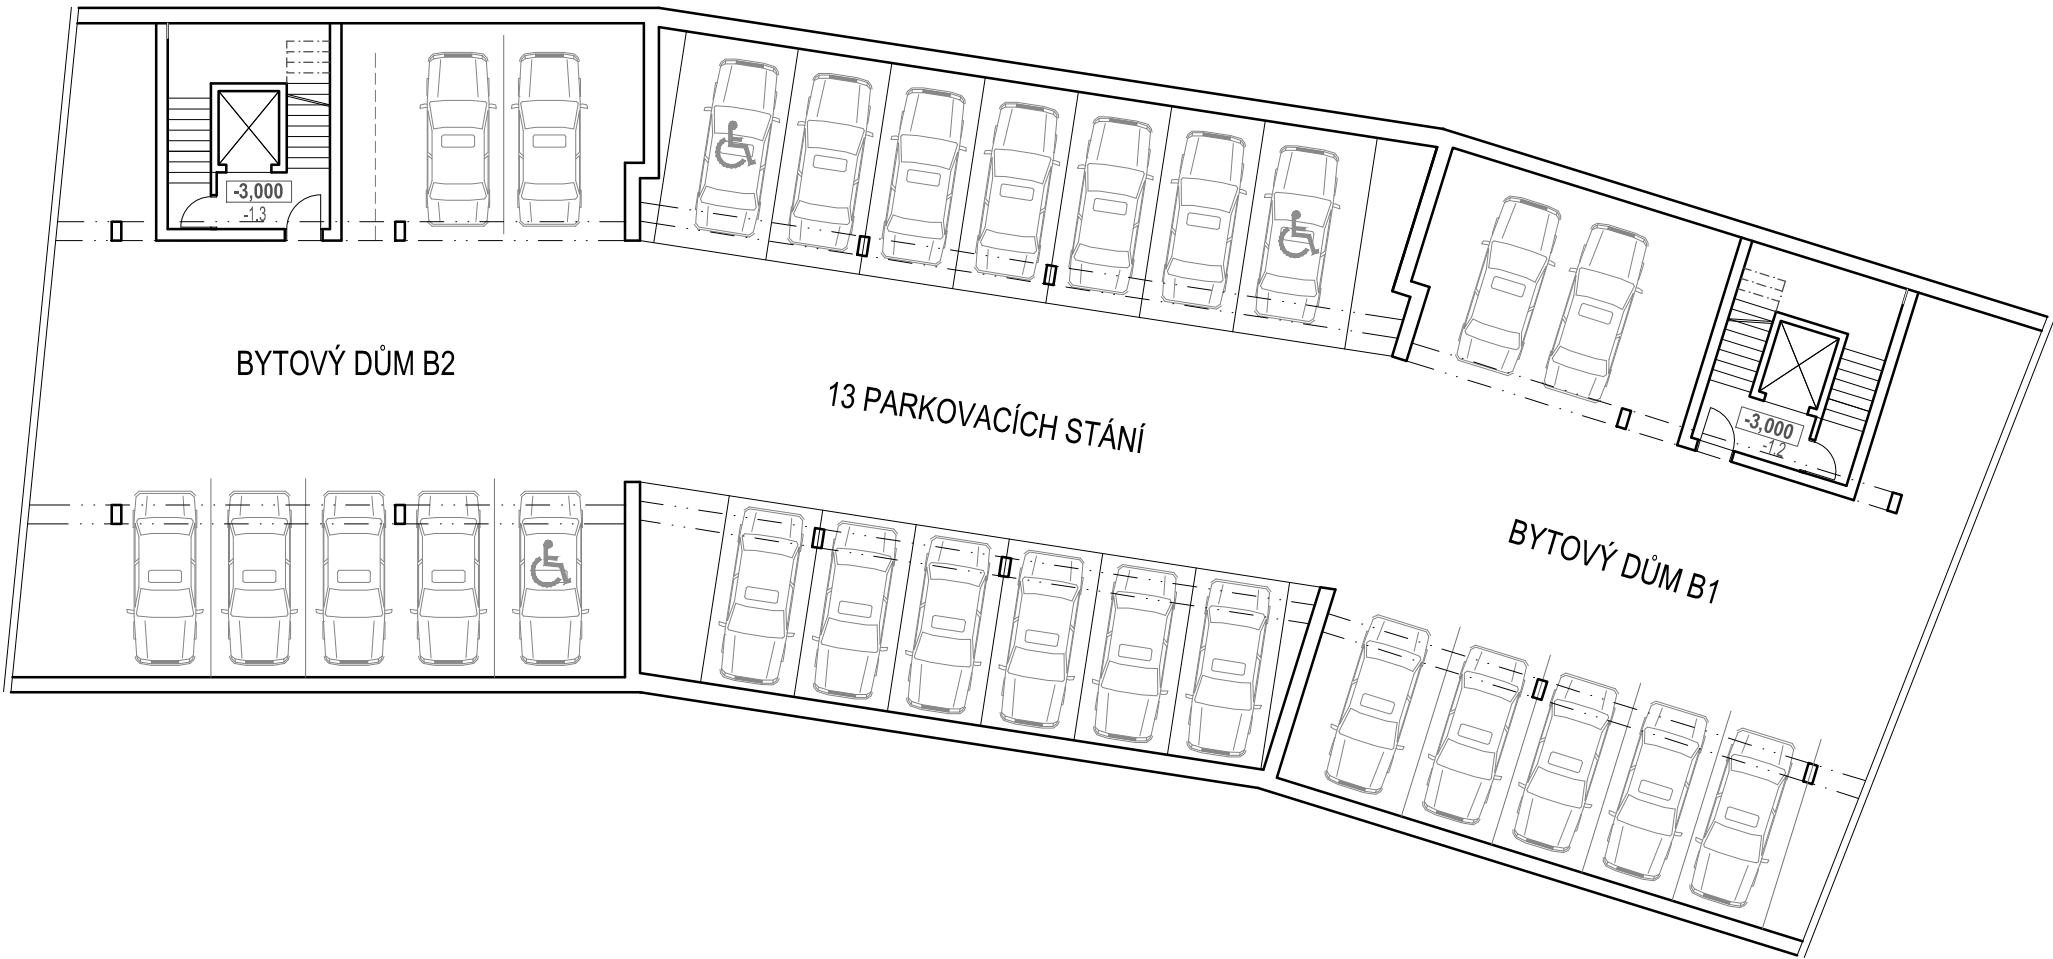 -3,000
-1.3
BYTOVÝ DŮM B2
13 PARKOVACÍCH STÁNÍ
-3,000
-1.2
BYTOVÝ DŮM B1